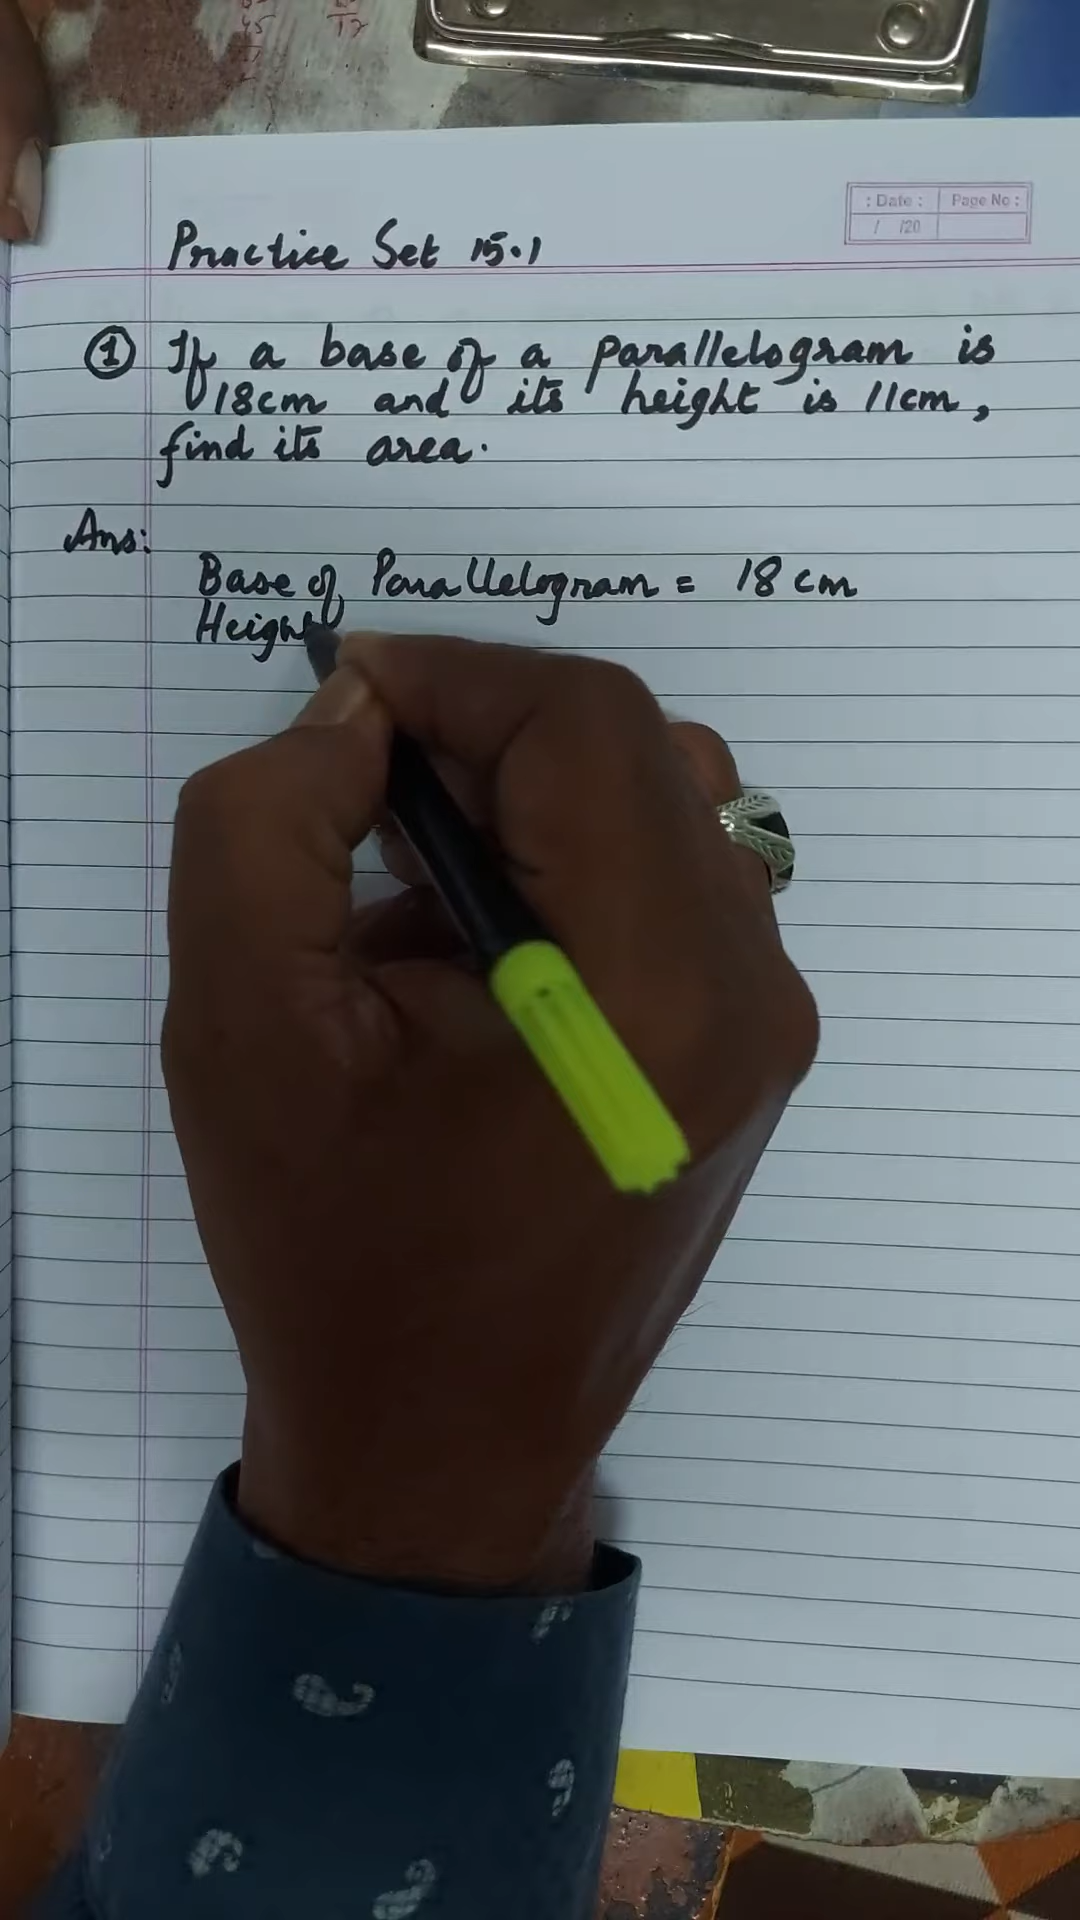 : Date :
Page No :
/ /20
Practice Set 15.1
① If a base of a parallelogram is
18cm and its height is 11cm,
find its area.
Ans:
Base of Parallelogram = 18 cm
Heigh